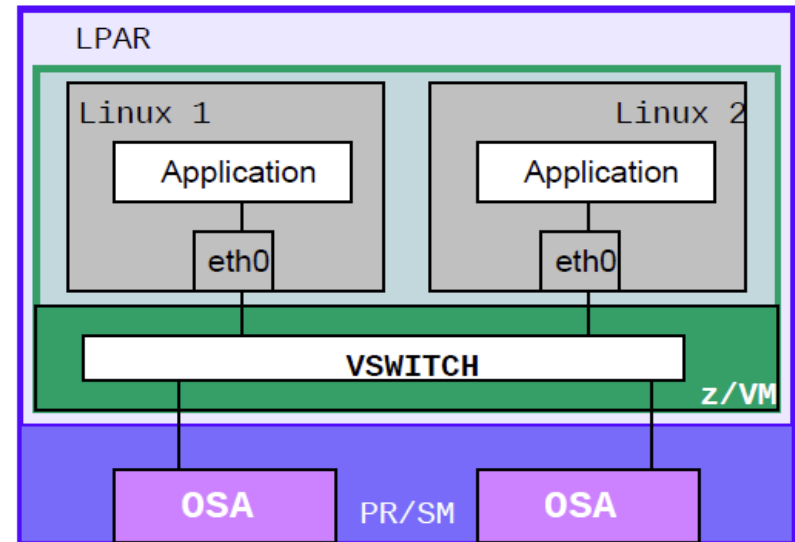 LPAR
Linux 1
Linux 2
Application
Application
eth0
eth0
VSWITCH
z/VM
OSA
PR/SM
OSA